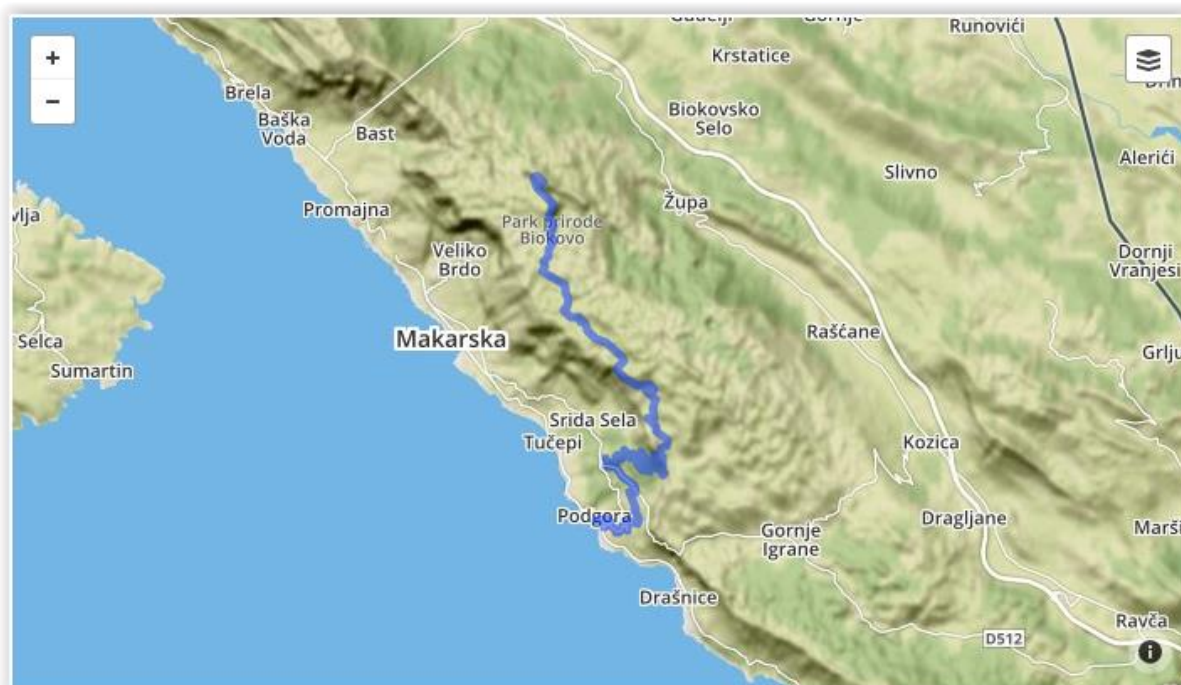 +
−
Runovići
Krstatice
Brela
Biokovsko
Selo
Baška
Voda
Bast
Alerići
Slivno
Promajna
Župa
Park prirode
Biokovo
Veliko
Brdo
Dornji
Vranjesi
Makarska
Rašćane
Selca
Sumartin
Srida Sela
Tučepi
Kozica
Podgora
Dragljane
Gornje
Igrane
Drašnice
D512
Ravča
i